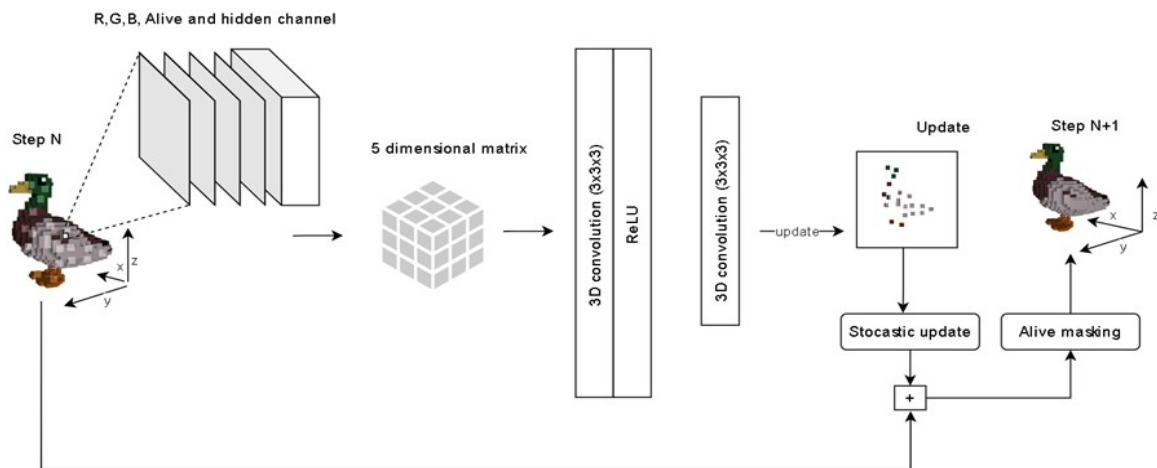 R,G,B, Alive and hidden channel
Step N
x
z
y
5 dimensional matrix
3D convolution (3x3x3)
ReLU
3D convolution (3x3x3)
update
Update
Step N+1
x
z
y
Stocastic update
Alive masking
+